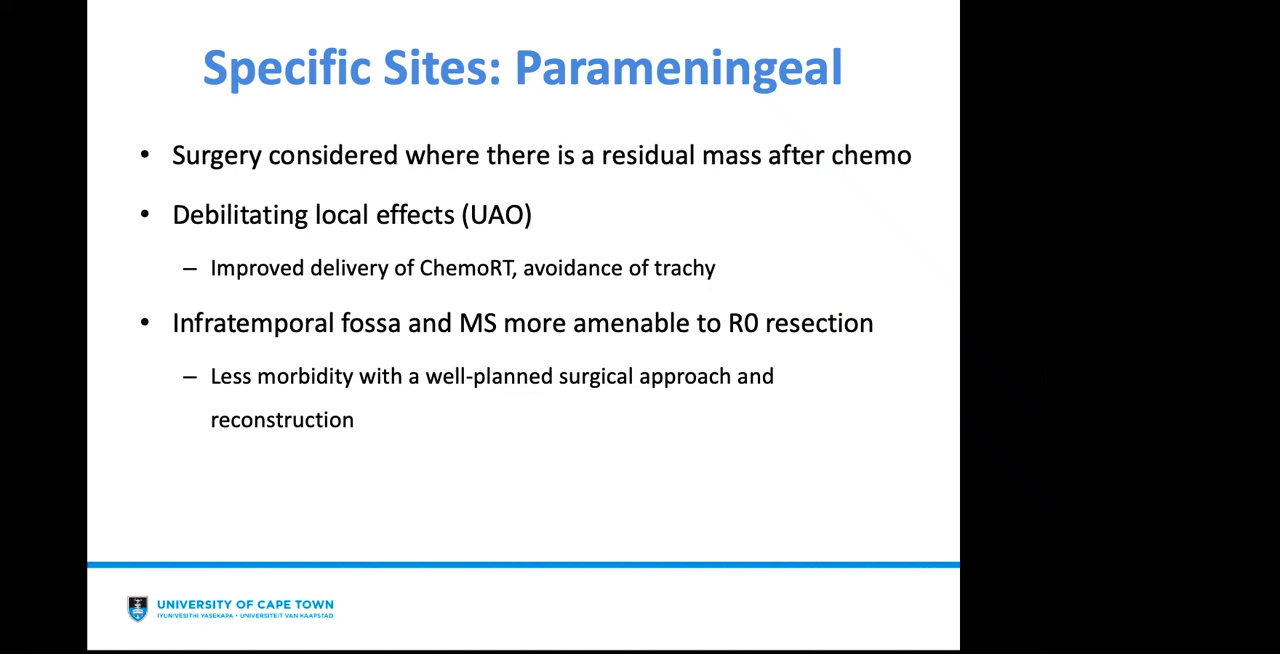 Specific Sites: Parameningeal
• Surgery considered where there is a residual mass after chemo
• Debilitating local effects (UAO)
– Improved delivery of ChemoRT, avoidance of trachy
• Infratemporal fossa and MS more amenable to R0 resection
– Less morbidity with a well-planned surgical approach and
reconstruction
UNIVERSITY OF CAPE TOWN
IYUNIVESITHI YASEKAPA • UNIVERSITEIT VAN KAAPSTAD